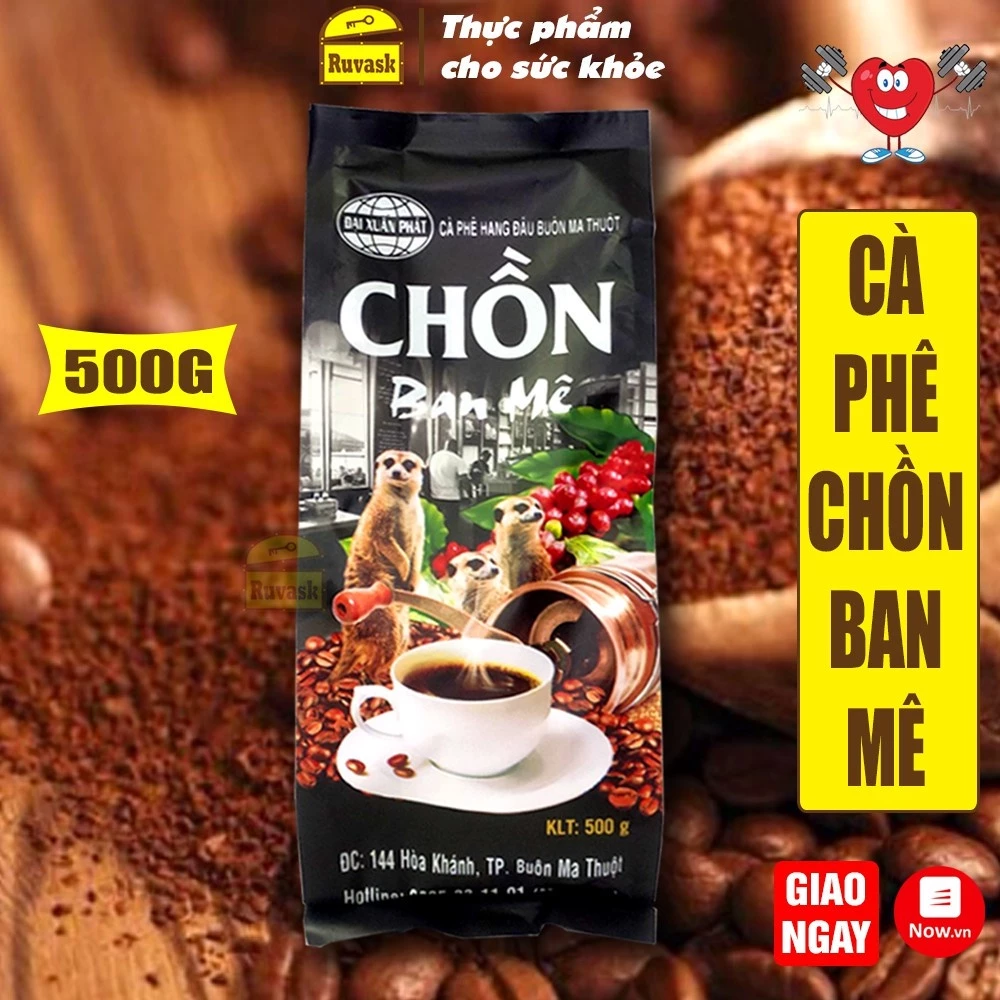 Ruvask
Thực phẩm
cho sức khỏe
ĐẠI XUÂN PHÁT
CÀ PHÊ HÀNG ĐẦU BUÔN MA THUỘT
CHỒN
Ban Mê
500G
Ruvask
KLT: 500 g
ĐC: 144 Hòa Khánh, TP. Buôn Ma Thuột
Hotline:
CÀ
PHÊ
CHỒN
BAN
MÊ
GIAO
NGAY
Now.vn